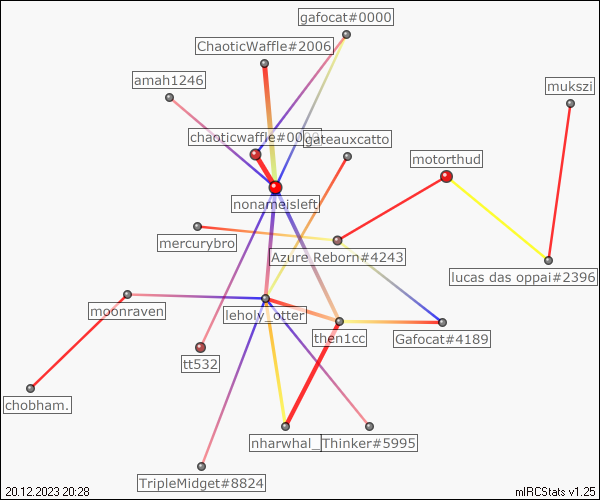 gafocat#0000
ChaoticWaffle#2006
amah1246
mukszi
chaoticwaffle#00
gateauxcatto
motorthud
nonameisleft
mercurybro
Azure Reborn#4243
lucas das oppai#2396
moonraven
leholy_otter
then1cc
Gafocat#4189
tt532
chobham.
nharwhal_
Thinker#5995
TripleMidget#8824
20.12.2023 20:28
mIRCStats v1.25